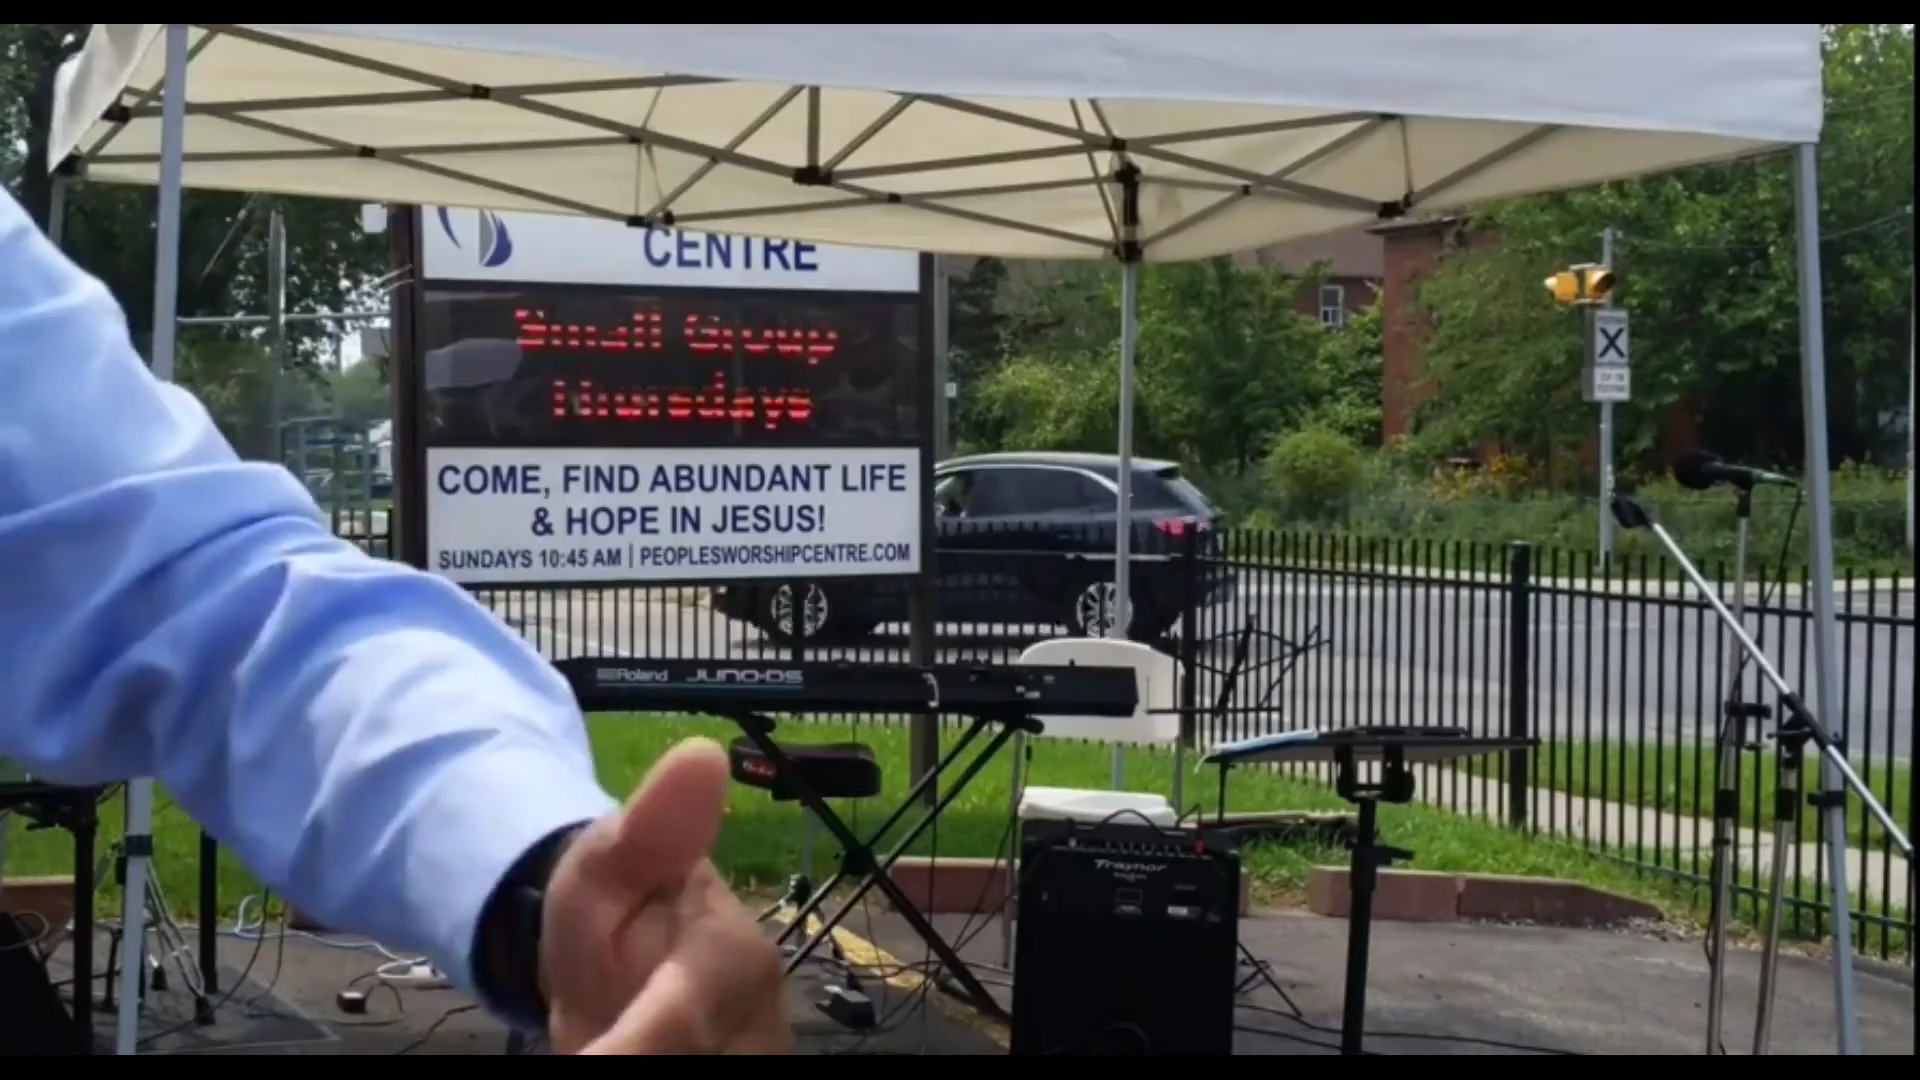 CENTRE
Small Group
Thursdays
COME, FIND ABUNDANT LIFE
& HOPE IN JESUS!
SUNDAYS 10:45 AM | PEOPLESWORSHIPCENTRE.COM
Roland JUNO-DS
X
Traynor